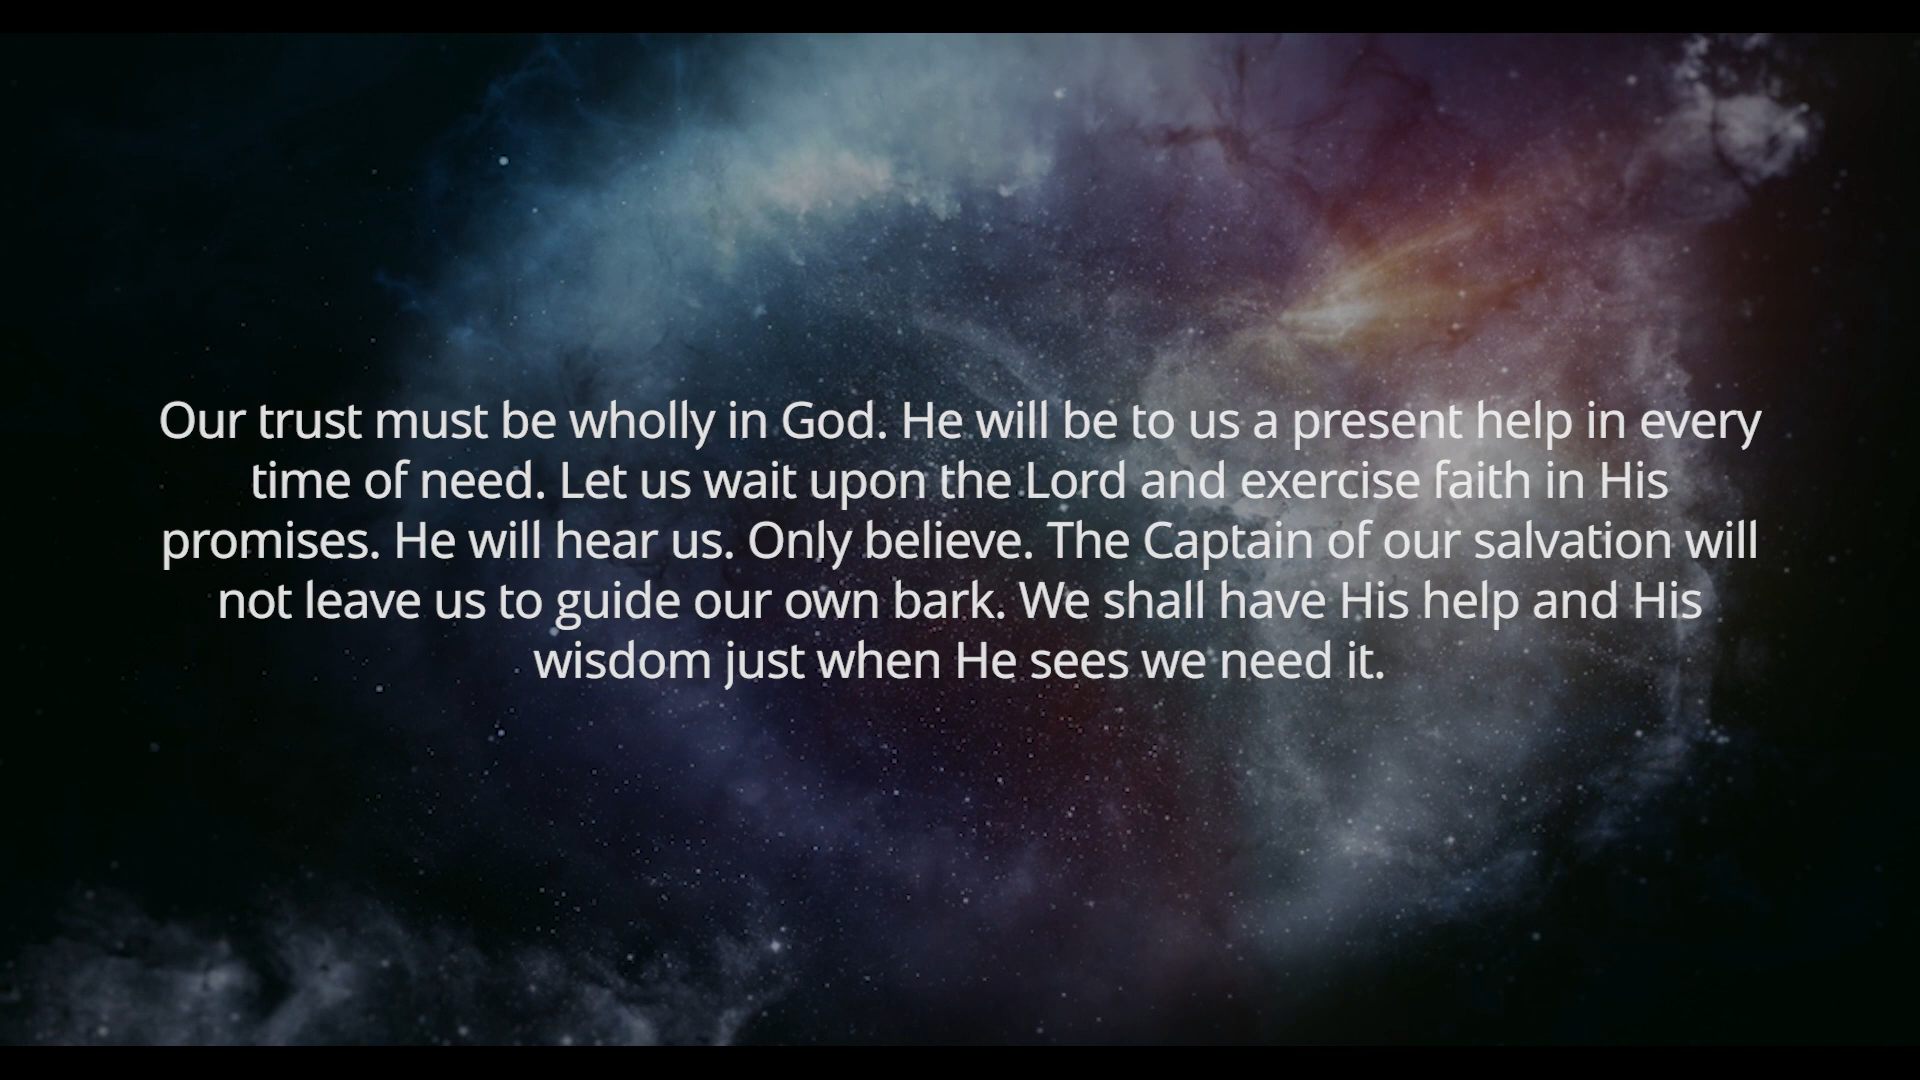 Our trust must be wholly in God. He will be to us a present help in every
time of need. Let us wait upon the Lord and exercise faith in His
promises. He will hear us. Only believe. The Captain of our salvation will
not leave us to guide our own bark. We shall have His help and His
wisdom just when He sees we need it.